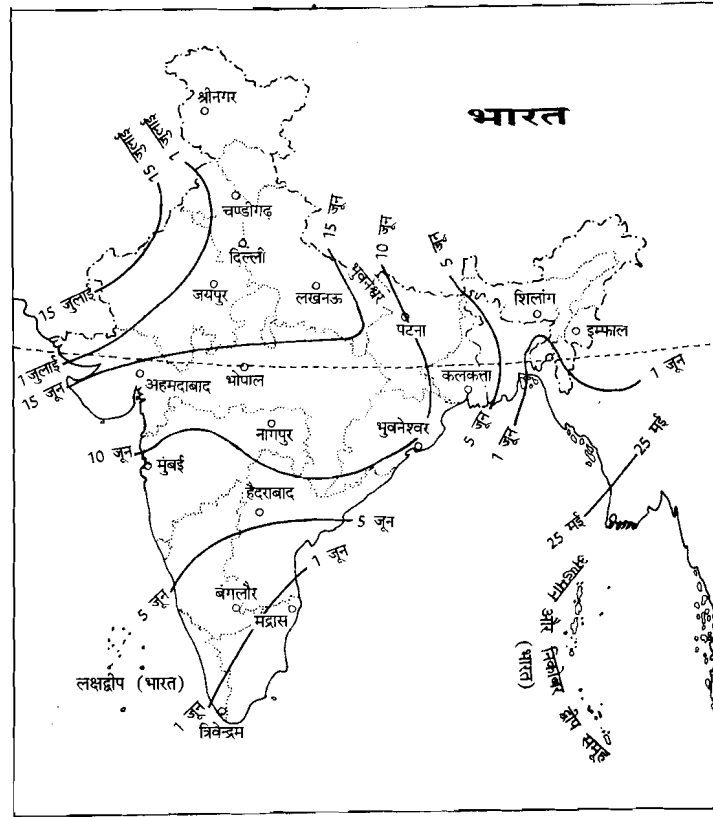 भारत
श्रीनगर
1 जुलाई
15 जुलाई
चण्डीगढ़
दिल्ली
15 जून
10 जून
5 जून
भुवनेश्वर
जयपुर
लखनऊ
शिलांग
15 जुलाई
पटना
इम्फाल
1 जुलाई
15 जून
अहमदाबाद
भोपाल
कलकत्ता
1 जून
5 जून
1 जून
नागपुर
भुवनेश्वर
10 जून
मुंबई
25 मई
हैदराबाद
5 जून
25 मई
1 जून
5 जून
बंगलौर
मद्रास
अण्डमान और निकोबार द्वीप समूह
(भारत)
लक्षद्वीप (भारत)
1 जून
त्रिवेन्द्रम